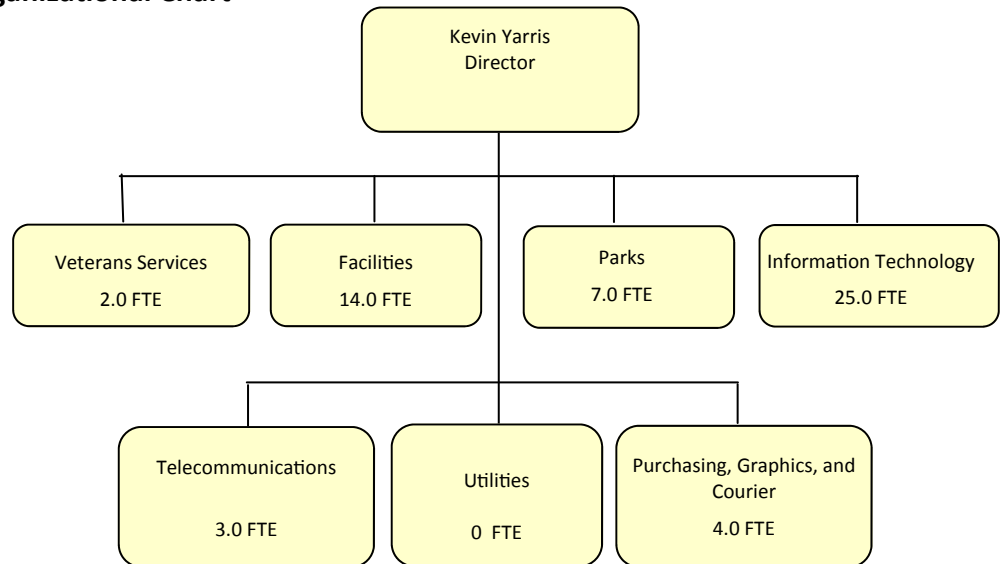 Kevin Yarris
Director
Veterans Services
2.0 FTE
Facilities
14.0 FTE
Parks
7.0 FTE
Information Technology
25.0 FTE
Telecommunications
3.0 FTE
Utilities
0 FTE
Purchasing, Graphics, and
Courier
4.0 FTE